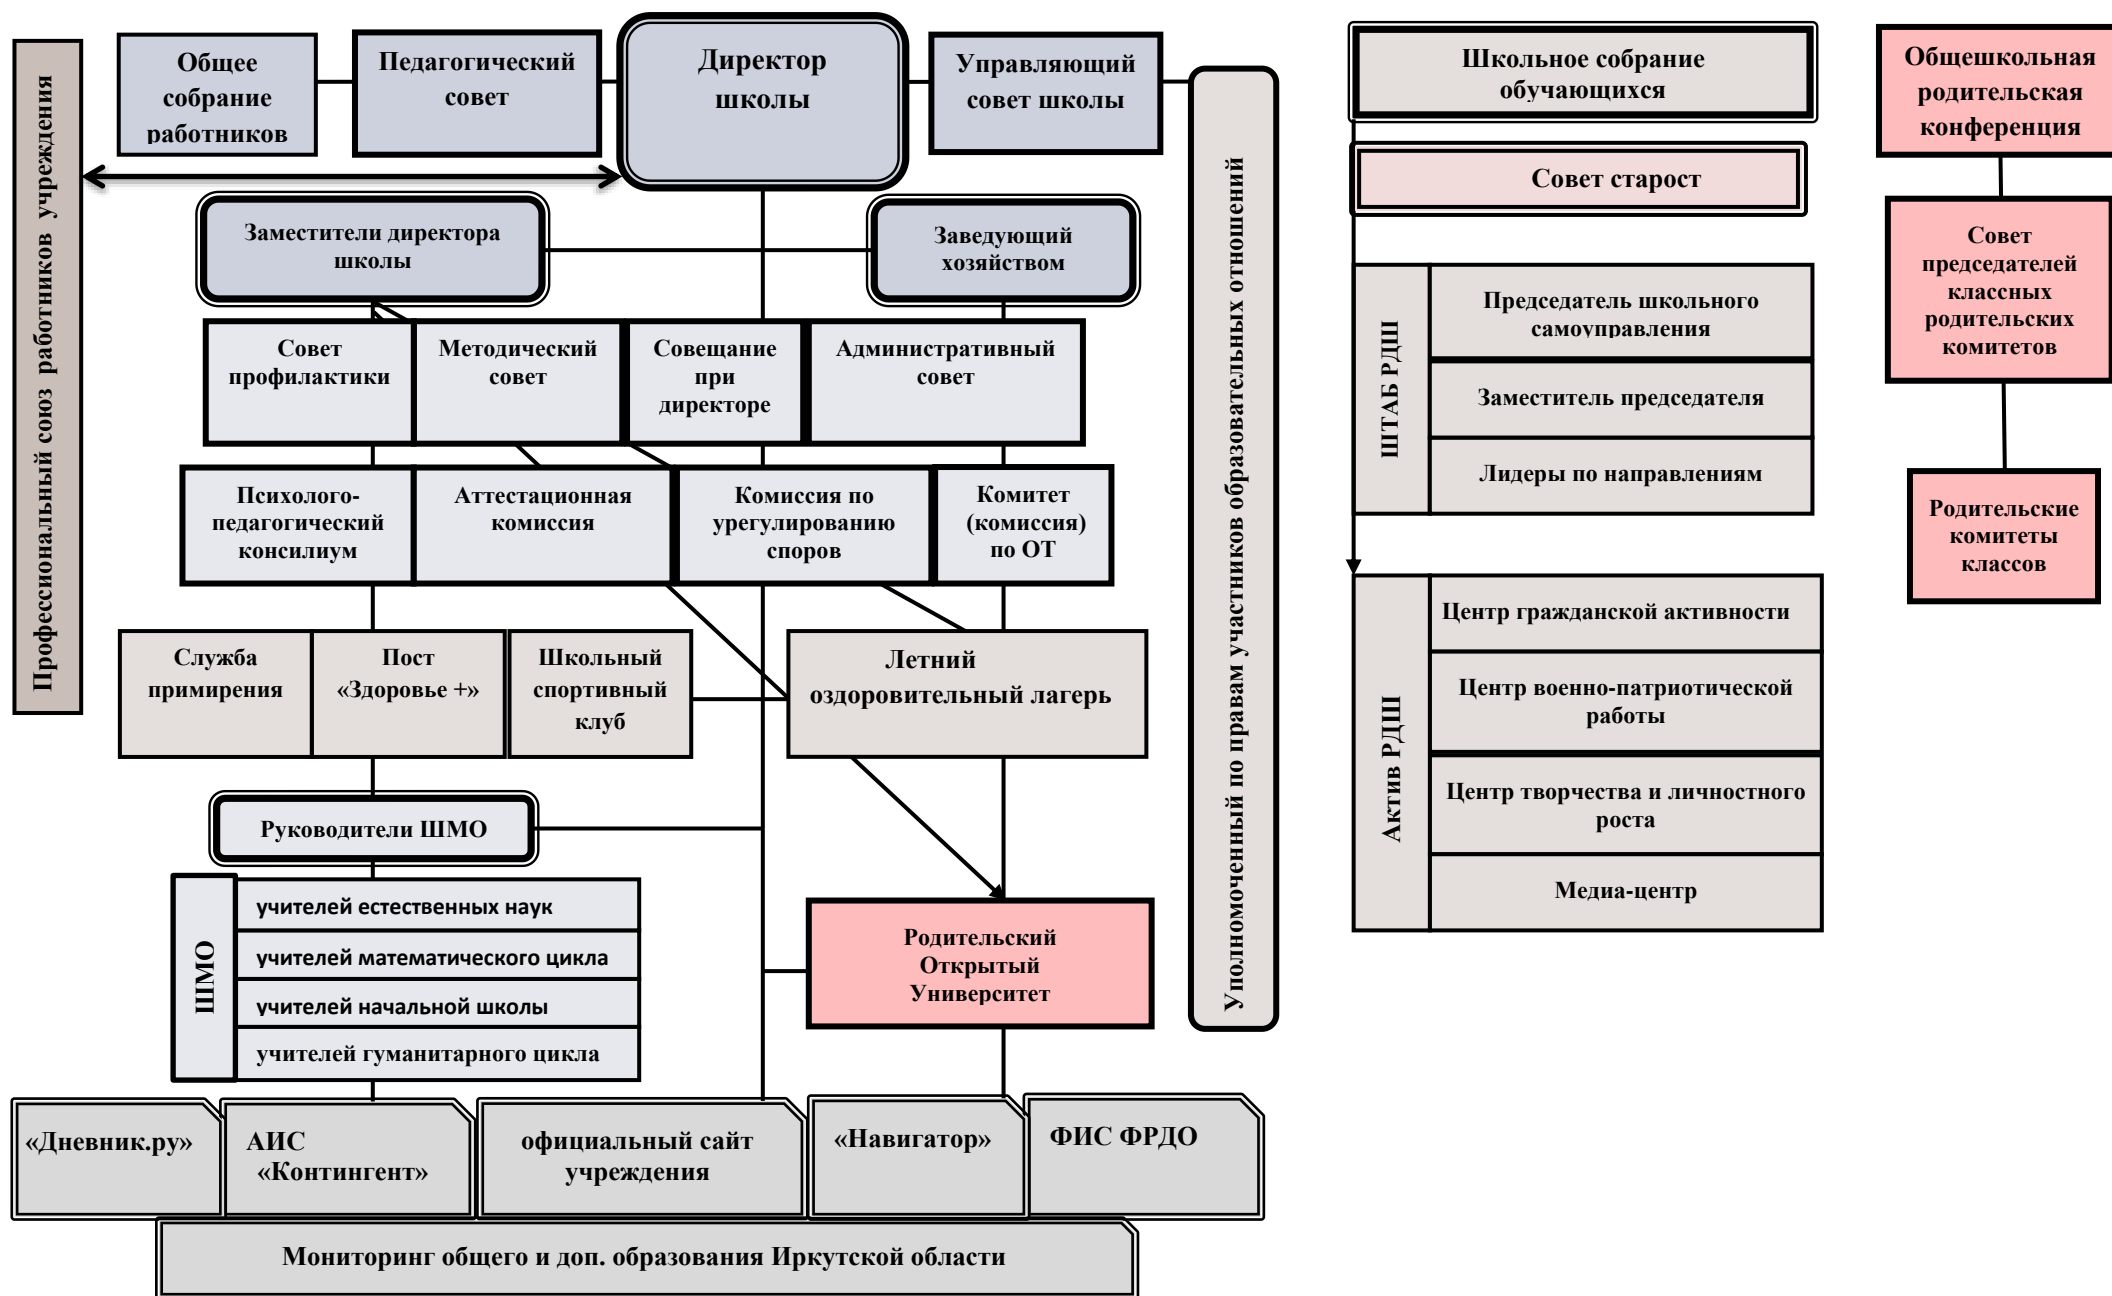 Профессиональный союз работников учреждения
Общее
собрание
работников
Педагогический
совет
Директор
школы
Управляющий
совет школы
Уполномоченный по правам участников образовательных отношений
Заместители директора
школы
Заведующий
хозяйством
Совет
профилактики
Методический
совет
Совещание
при
директоре
Административный
совет
Психолого-
педагогический
консилиум
Аттестационная
комиссия
Комиссия по
урегулированию
споров
Комитет
(комиссия)
по ОТ
Служба
примирения
Пост
«Здоровье +»
Школьный
спортивный
клуб
Летний
оздоровительный лагерь
Руководители ШМО
ШМО
учителей естественных наук
учителей математического цикла
учителей начальной школы
учителей гуманитарного цикла
Родительский
Открытый
Университет
«Дневник.ру»
АИС
«Контингент»
официальный сайт
учреждения
«Навигатор»
ФИС ФРДО
Мониторинг общего и доп. образования Иркутской области
Школьное собрание
обучающихся
Совет старост
ШТАБ РДШ
Председатель школьного
самоуправления
Заместитель председателя
Лидеры по направлениям
Актив РДШ
Центр гражданской активности
Центр военно-патриотической
работы
Центр творчества и личностного
роста
Медиа-центр
Общешкольная
родительская
конференция
Совет
председателей
классных
родительских
комитетов
Родительские
комитеты
классов